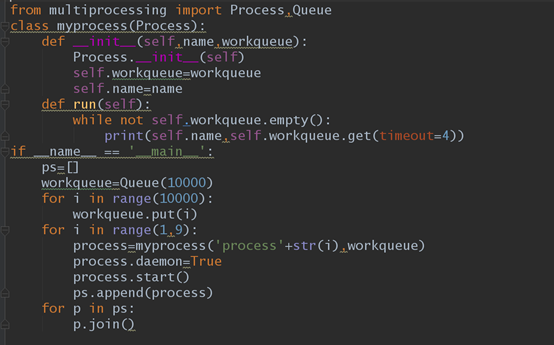 from multiprocessing import Process,Queue
class myprocess(Process):
    def __init__(self,name,workqueue):
        Process.__init__(self)
        self.workqueue=workqueue
        self.name=name
    def run(self):
        while not self.workqueue.empty():
            print(self.name,self.workqueue.get(timeout=4))
if __name__ == '__main__':
    ps=[]
    workqueue=Queue(10000)
    for i in range(10000):
        workqueue.put(i)
    for i in range(1,9):
        process=myprocess('process'+str(i),workqueue)
        process.daemon=True
        process.start()
        ps.append(process)
    for p in ps:
        p.join()